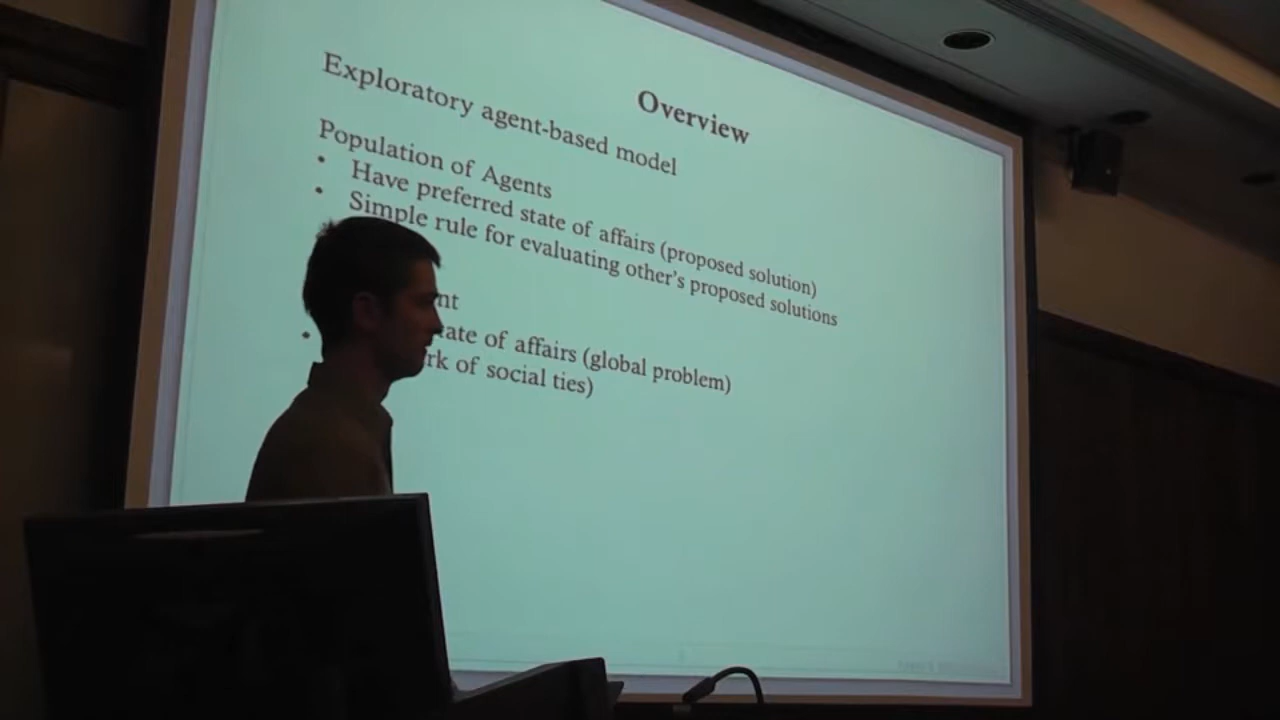 Overview
Exploratory agent-based model
Population of Agents
• Have preferred state of affairs (proposed solution)
• Simple rule for evaluating other's proposed solutions
nt
• ate of affairs (global problem)
rk of social ties)